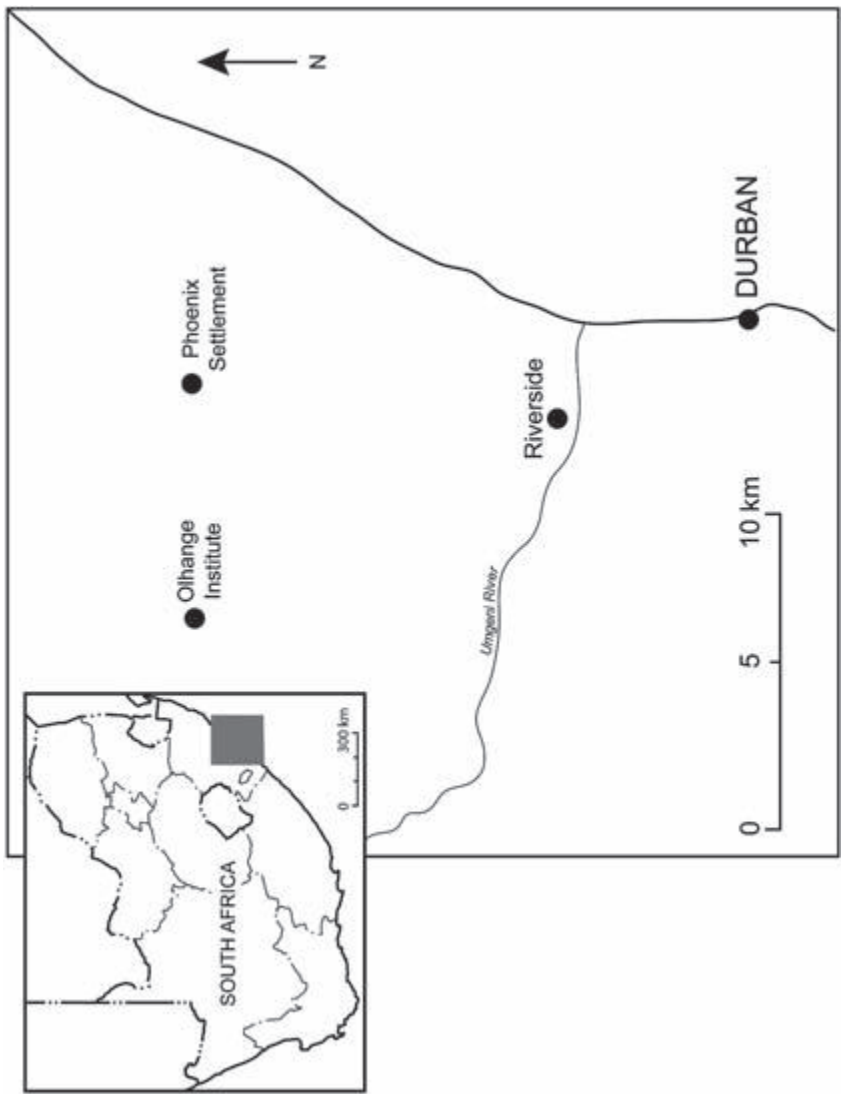 N
Phoenix
Settlement
Olhange
Institute
Riverside
Umgeni River
DURBAN
0 5 10 km
SOUTH AFRICA
0 300 km